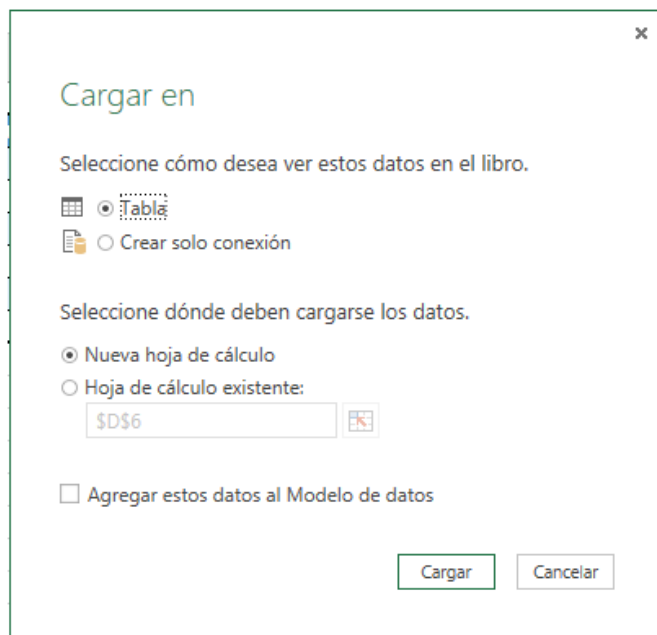 Cargar en
Seleccione cómo desea ver estos datos en el libro.
Tabla
Crear solo conexión
Seleccione dónde deben cargarse los datos.
Nueva hoja de cálculo
Hoja de cálculo existente:
$D$6
Agregar estos datos al Modelo de datos
Cargar Cancelar